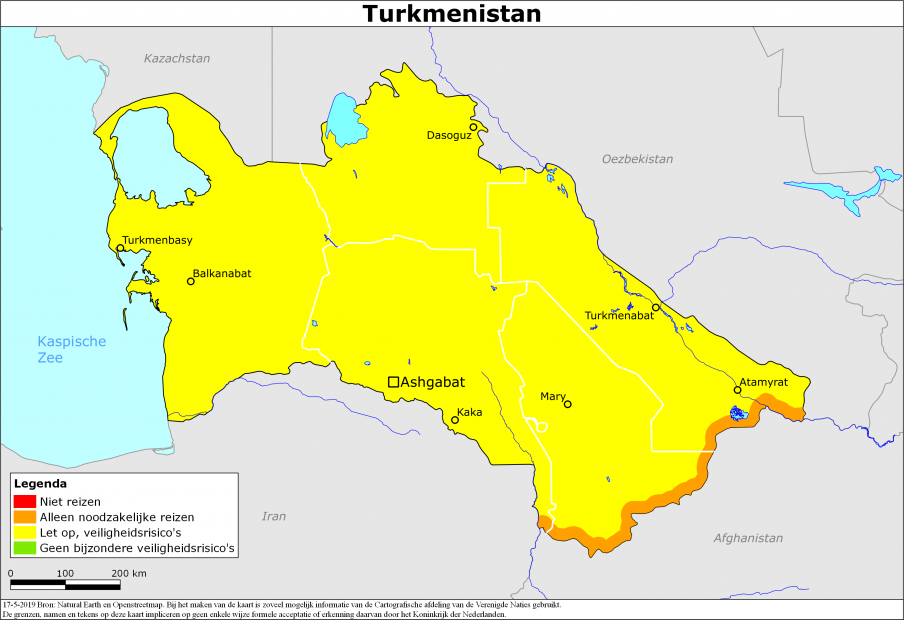 Turkmenistan
Kazachstan
Dasoguz
Oezbekistan
Turkmenbasy
Balkanabat
Turkmenabat
Kaspische
Zee
Ashgabat
Atamyrat
Mary
Kaka
Legenda
Niet reizen
Alleen noodzakelijke reizen
Let op, veiligheidsrisico's
Geen bijzondere veiligheidsrisico's
Iran
Afghanistan
0 100 200 km
17-5-2019 Bron: Natural Earth en Openstreetmap. Bij het maken van de kaart is zoveel mogelijk informatie van de Cartografische afdeling van de Verenigde Naties gebruikt.
De grenzen, namen en tekens op deze kaart impliceren op geen enkele wijze formele acceptatie of erkenning daarvan door het Koninkrijk der Nederlanden.